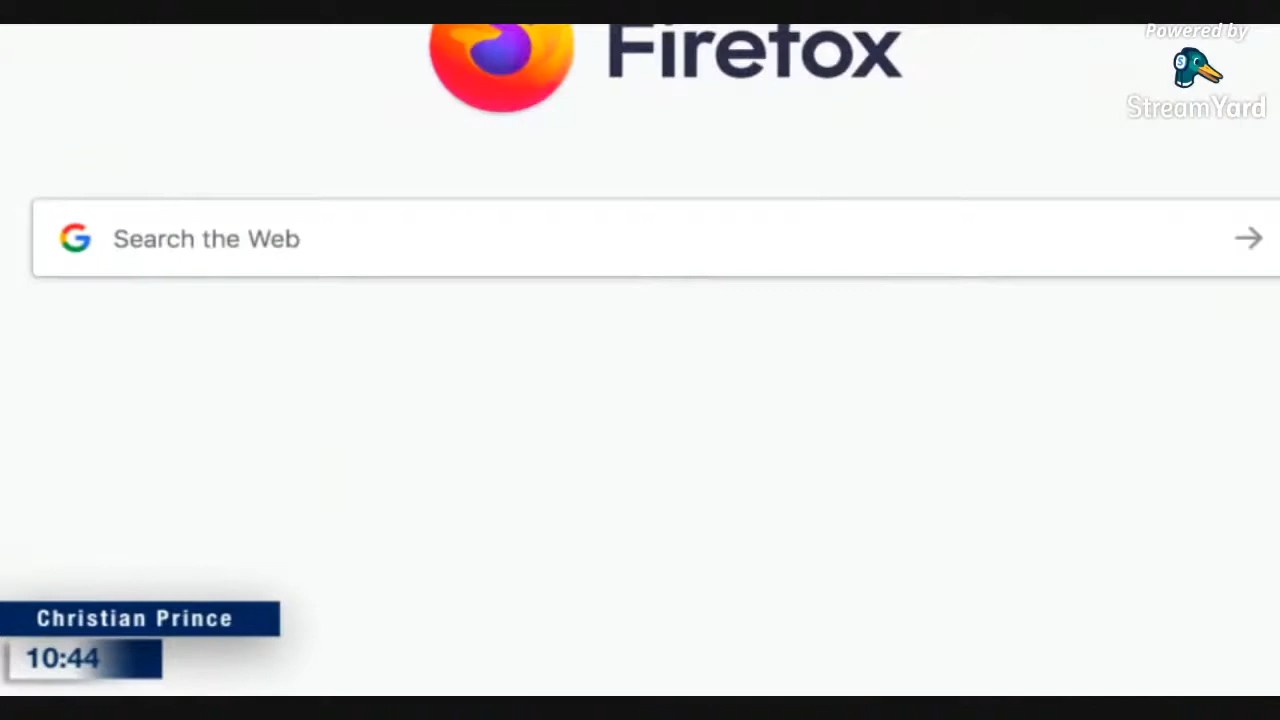 Firefox
Powered by
StreamYard
Search the Web
Christian Prince
10:44